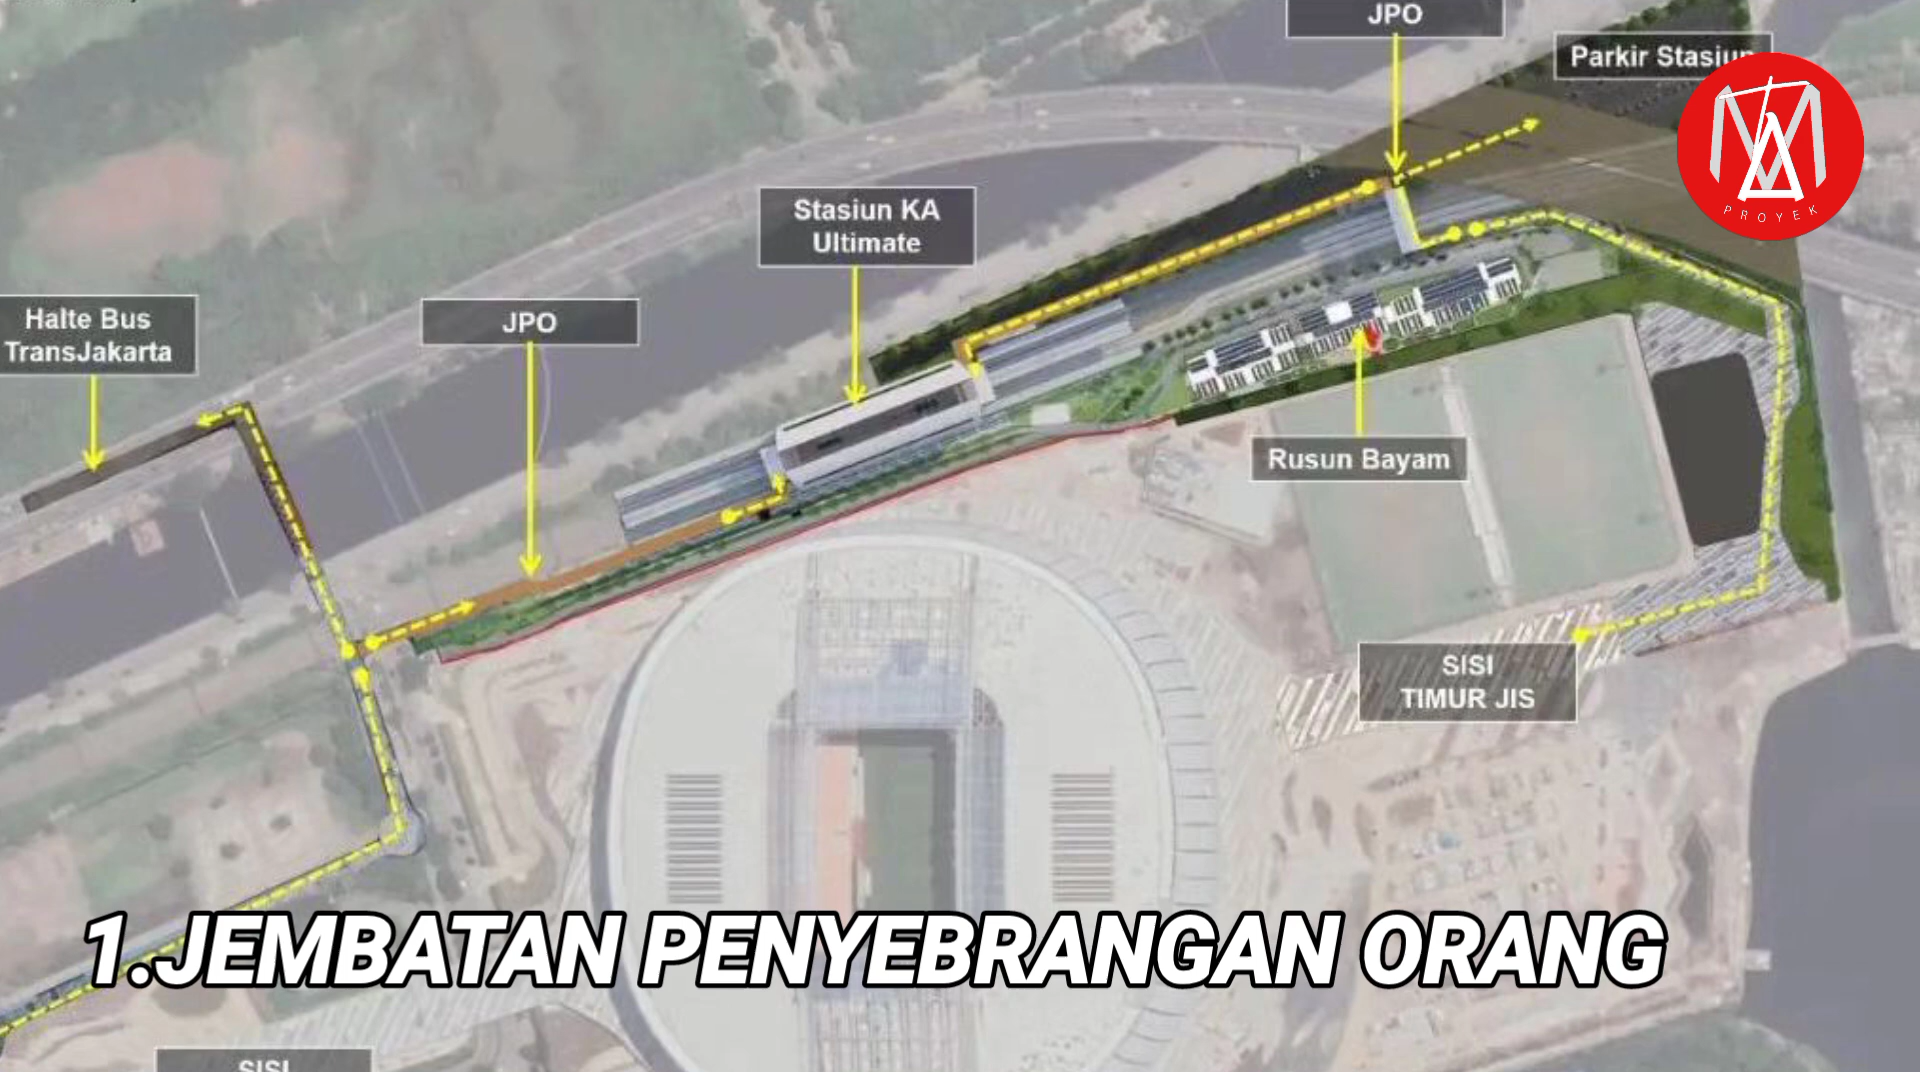 JPO
Parkir Stasiun
PROYEK
Stasiun KA
Ultimate
Halte Bus
TransJakarta
JPO
Rusun Bayam
SISI
TIMUR JIS
1.JEMBATAN PENYEBRANGAN ORANG
SISI